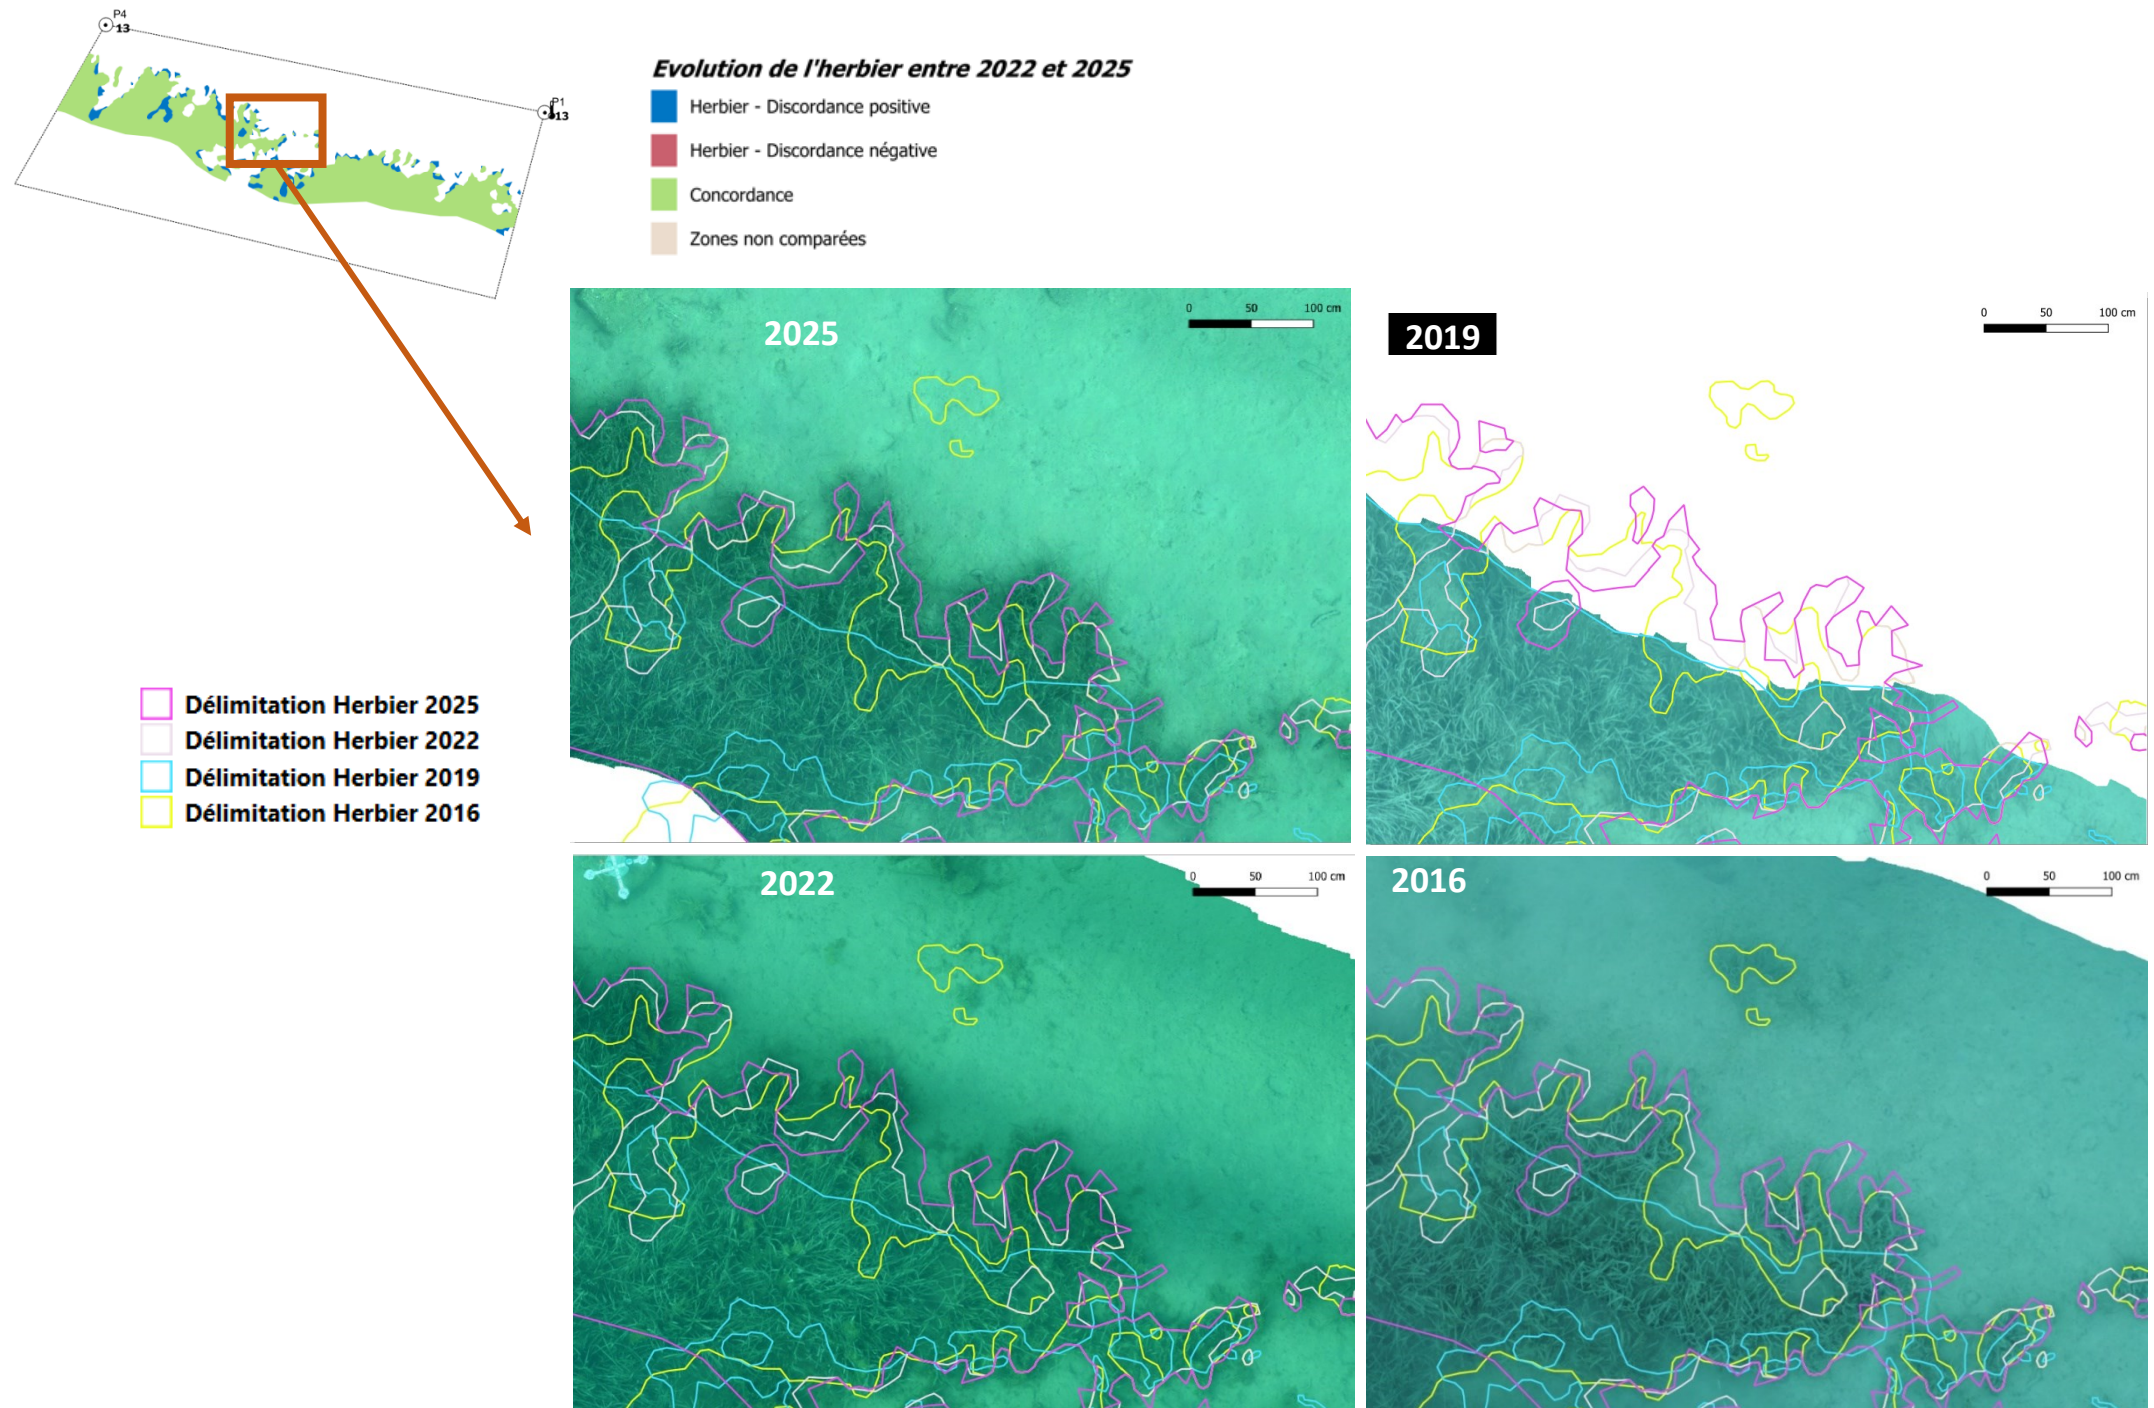 P4
13
P1
13
Evolution de l'herbier entre 2022 et 2025
Herbier - Discordance positive
Herbier - Discordance négative
Concordance
Zones non comparées
2025
0 50 100 cm
2019
0 50 100 cm
Délimitation Herbier 2025
Délimitation Herbier 2022
Délimitation Herbier 2019
Délimitation Herbier 2016
2022
0 50 100 cm
2016
0 50 100 cm